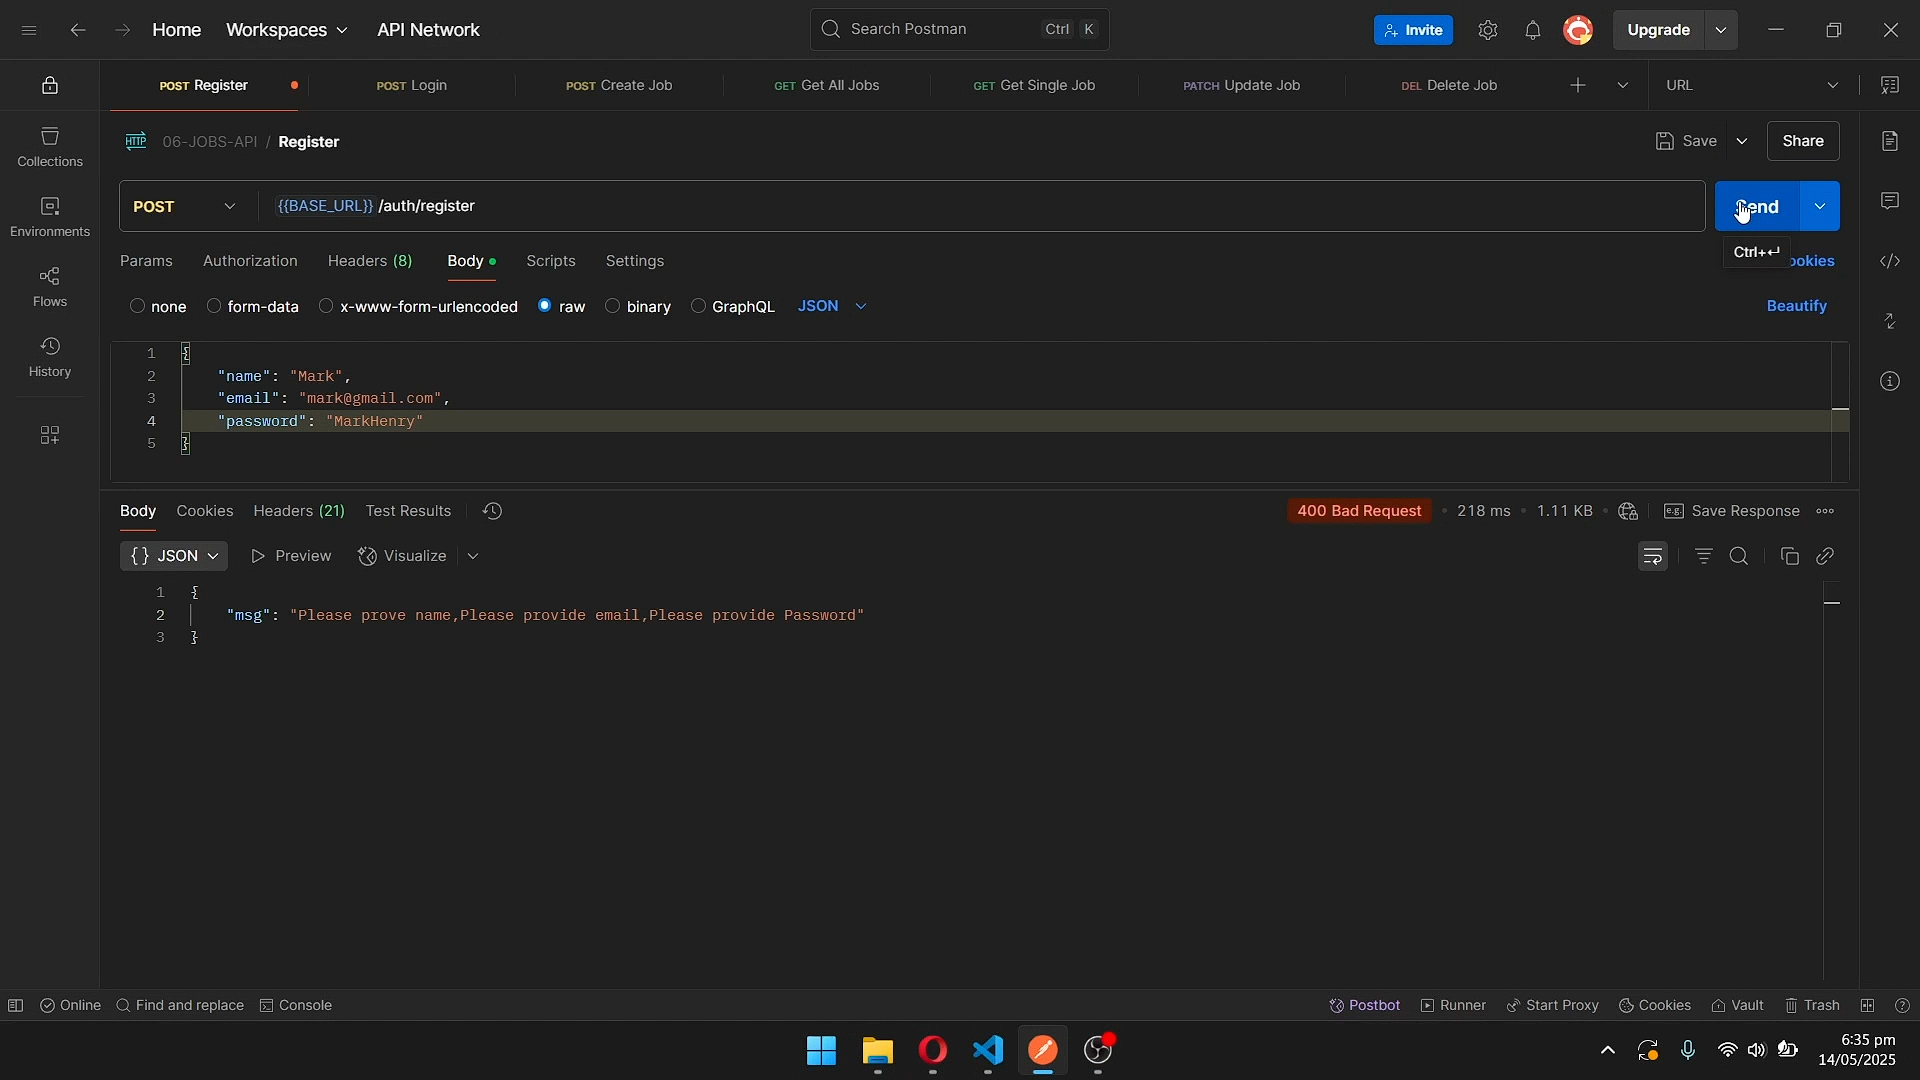 Home Workspaces API Network Search Postman Ctrl K Invite Upgrade
POST Register POST Login POST Create Job GET Get All Jobs GET Get Single Job PATCH Update Job DEL Delete Job URL
HTTP 06-JOBS-API / Register Save Share
Collections
POST {{BASE_URL}} /auth/register Send
Environments
Params Authorization Headers (8) Body Scripts Settings Ctrl+↵ ookies
Flows
none form-data x-www-form-urlencoded raw binary GraphQL JSON Beautify
History
1 {
2 "name": "Mark",
3 "email": "mark@gmail.com",
4 "password": "MarkHenry"
5 }
Body Cookies Headers (21) Test Results 400 Bad Request 218 ms 1.11 KB e.g. Save Response
{} JSON Preview Visualize
1 {
2 "msg": "Please prove name,Please provide email,Please provide Password"
3 }
Online Find and replace Console Postbot Runner Start Proxy Cookies Vault Trash
6:35 pm
14/05/2025